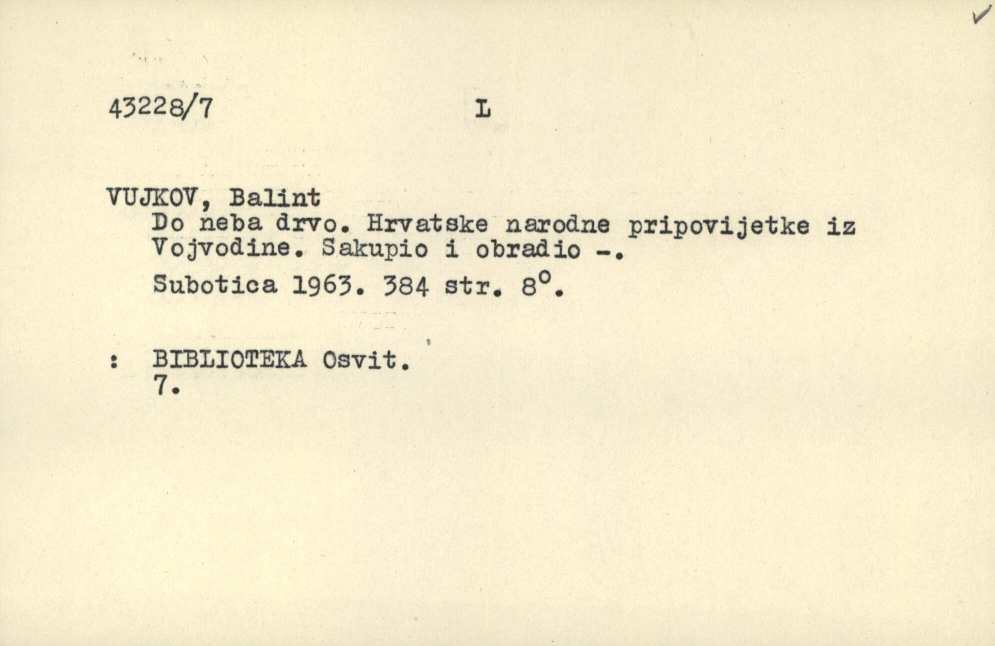 43228/7 L
VUJKOV, Balint
Do neba drvo. Hrvatske narodne pripovijetke iz
Vojvodine. Sakupio i obradio -.
Subotica 1963. 384 str. 8°.
: BIBLIOTEKA Osvit.
7.